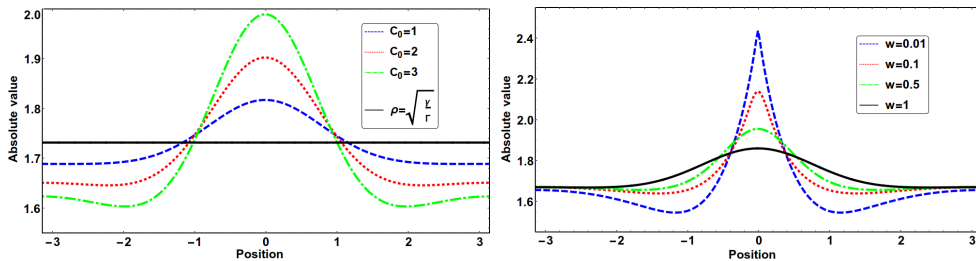 2.0
1.9
1.8
1.7
1.6
Absolute value
C₀=1
C₀=2
C₀=3
ρ=√(γ/Γ)
−3 −2 −1 0 1 2 3
Position
2.4
2.2
2.0
1.8
1.6
Absolute value
w=0.01
w=0.1
w=0.5
w=1
−3 −2 −1 0 1 2 3
Position